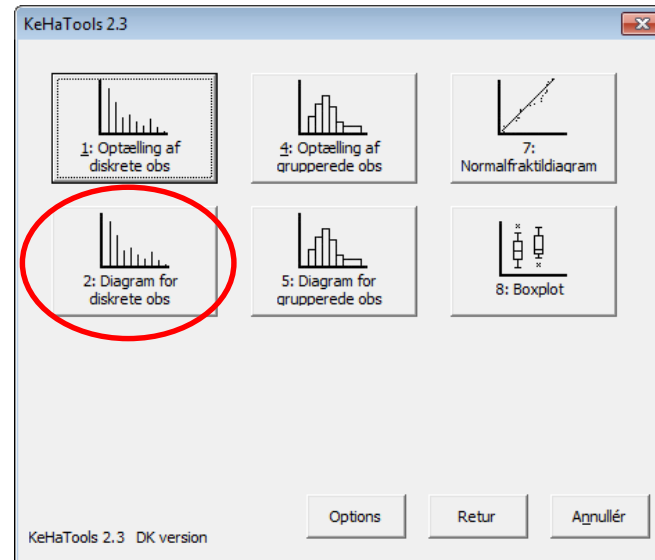 KeHaTools 2.3
1: Optælling af
diskrete obs
4: Optælling af
grupperede obs
7:
Normalfraktildiagram
2: Diagram for
diskrete obs
5: Diagram for
grupperede obs
8: Boxplot
Options
Retur
Annullér
KeHaTools 2.3 DK version